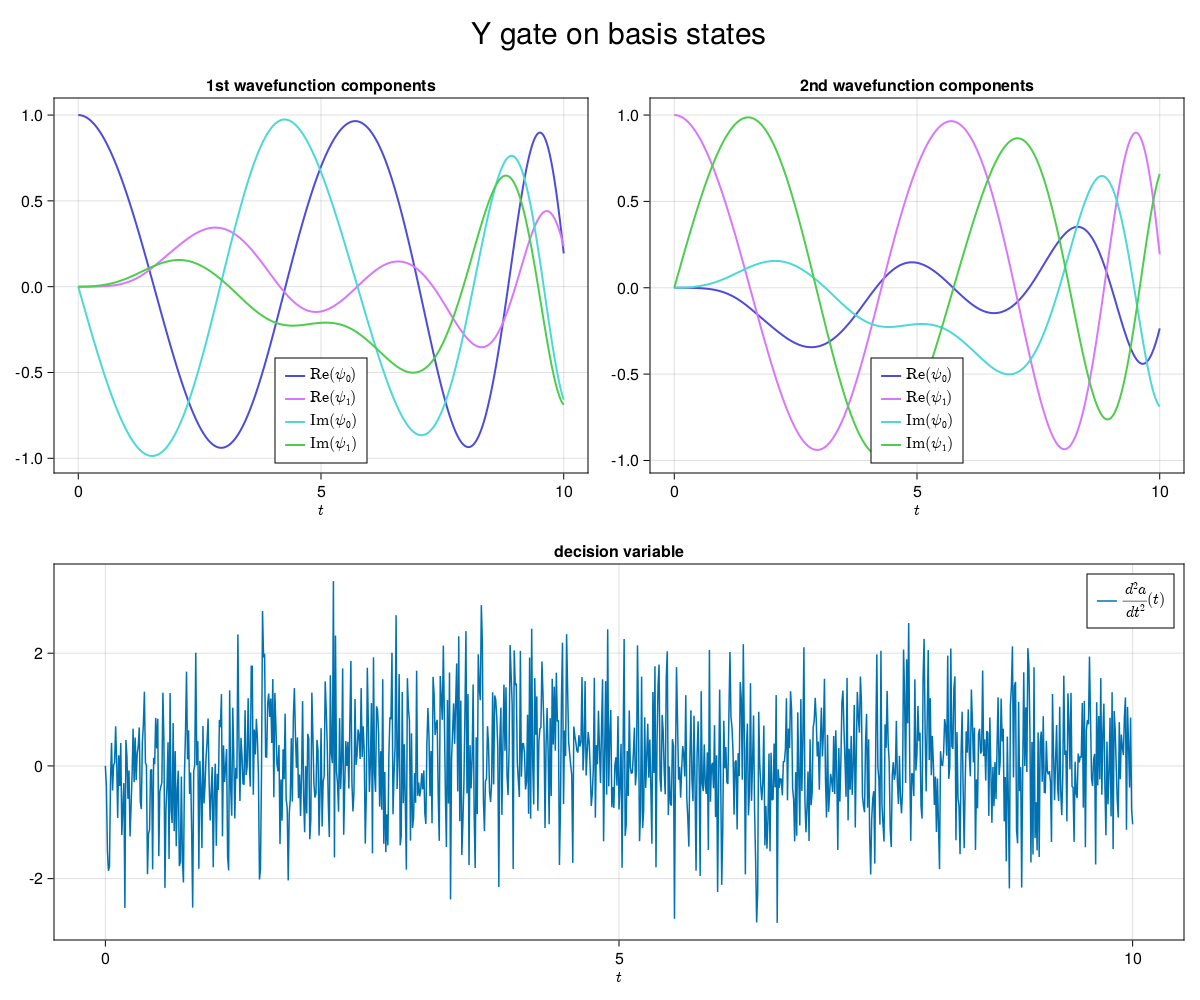 Y gate on basis states
1st wavefunction components
1.0
0.5
0.0
-0.5
-1.0
Re(ψ₀)
Re(ψ₁)
Im(ψ₀)
Im(ψ₁)
0 5 10
t
2nd wavefunction components
1.0
0.5
0.0
-0.5
-1.0
Re(ψ₀)
Re(ψ₁)
Im(ψ₀)
Im(ψ₁)
0 5 10
t
decision variable
2
0
-2
d²a/dt² (t)
0 5 10
t